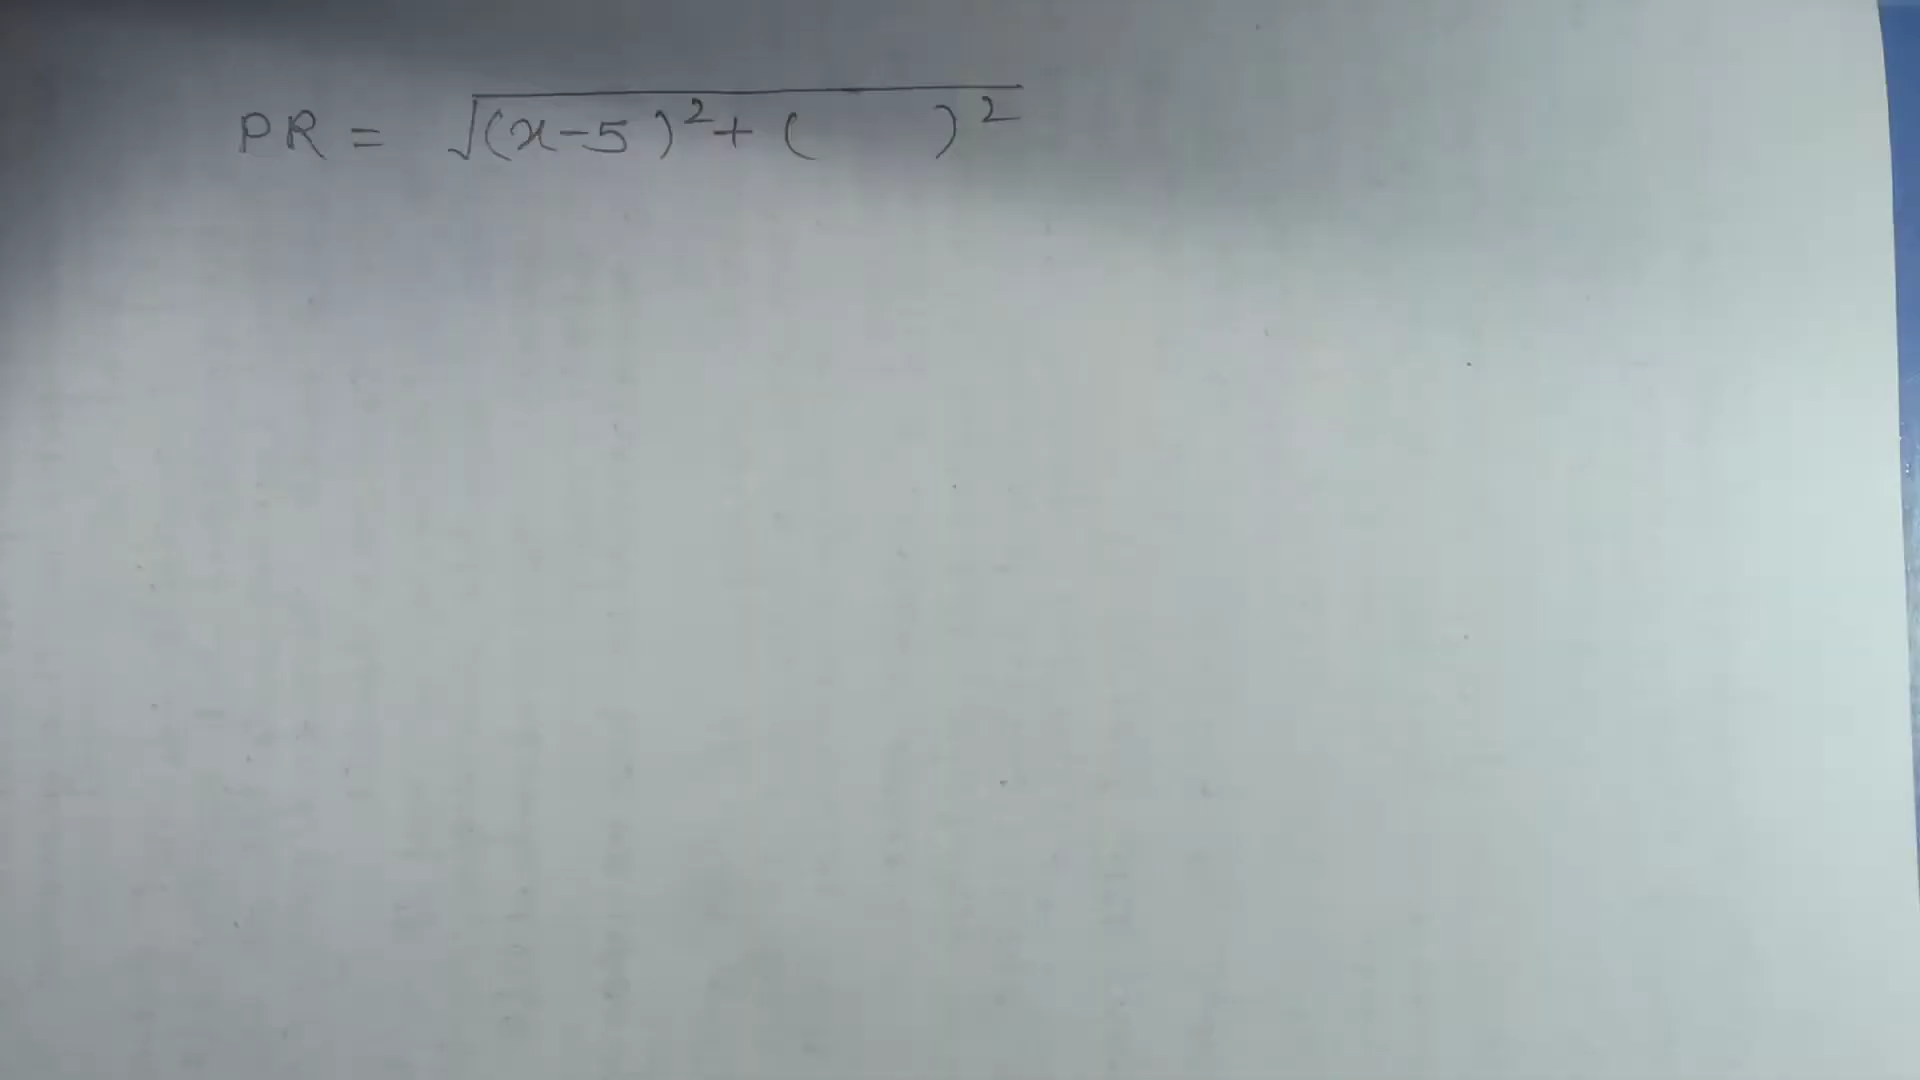 PR = √(x-5)²+( )²